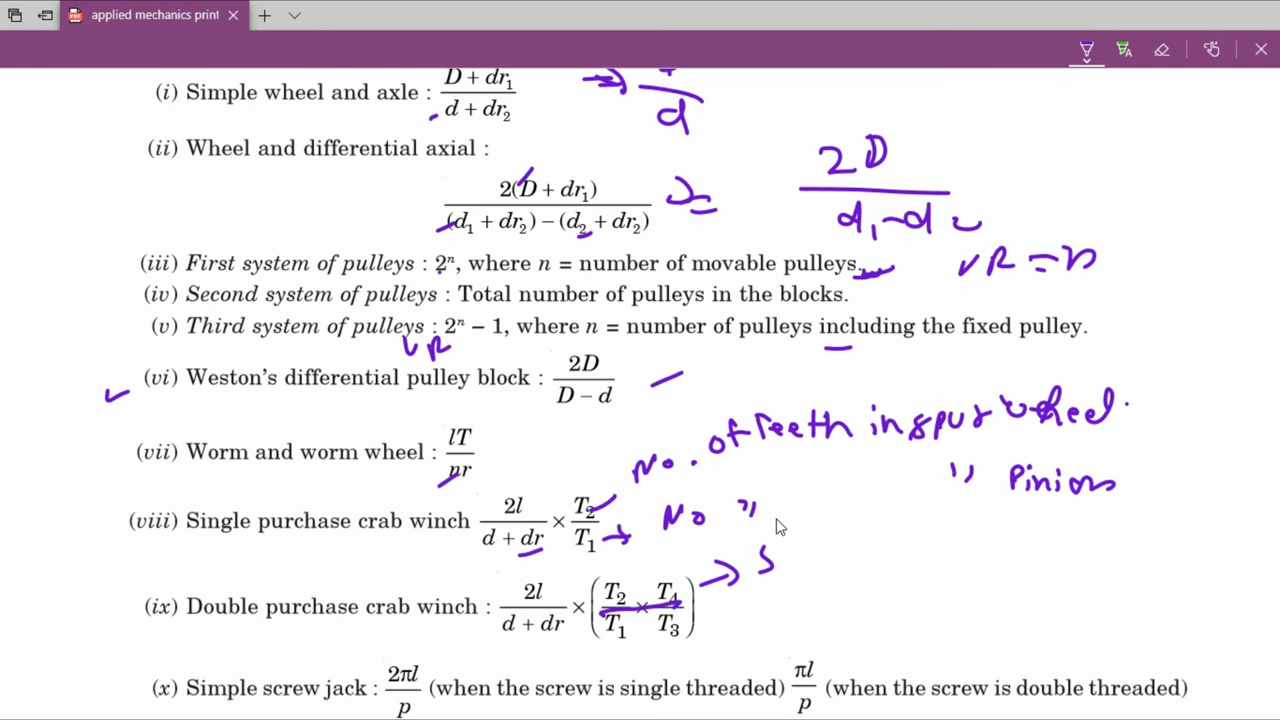 applied mechanics print
(i) Simple wheel and axle : D + dr₁ / d + dr₂
d
(ii) Wheel and differential axial :
2(D + dr₁) / (d₁ + dr₂) − (d₂ + dr₂)
2D / d₁ - d
(iii) First system of pulleys : 2ⁿ, where n = number of movable pulleys.
VR = n
(iv) Second system of pulleys : Total number of pulleys in the blocks.
(v) Third system of pulleys : 2ⁿ − 1, where n = number of pulleys including the fixed pulley.
VR
(vi) Weston's differential pulley block : 2D / D − d
No. of Teeth in spur wheel.
(vii) Worm and worm wheel : lT / nr
(viii) Single purchase crab winch 2l / d + dr × T₂ / T₁
No " " Pinion
(ix) Double purchase crab winch : 2l / d + dr × (T₂ / T₁ × T₄ / T₃)
S
(x) Simple screw jack : 2πl / p (when the screw is single threaded) πl / p (when the screw is double threaded)